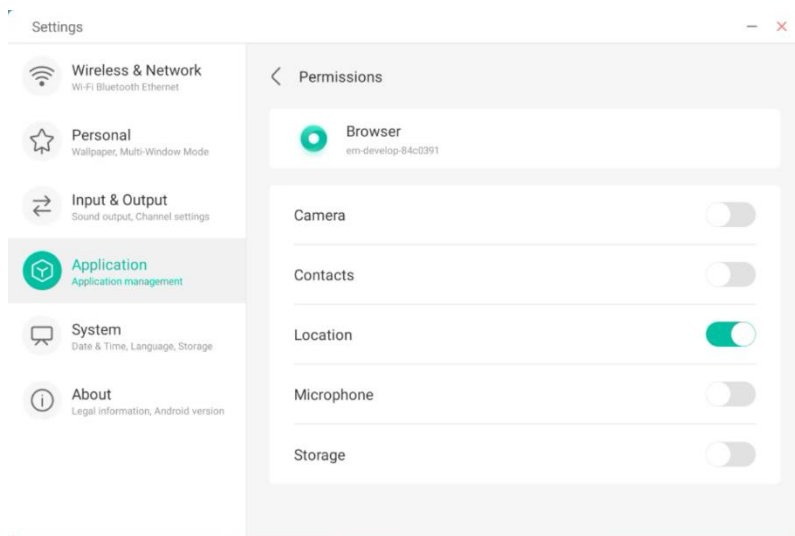 Settings
Wireless & Network
Wi-Fi Bluetooth Ethernet
Personal
Wallpaper, Multi-Window Mode
Input & Output
Sound output, Channel settings
Application
Application management
System
Date & Time, Language, Storage
About
Legal information, Android version
Permissions
Browser
em-develop-84c0391
Camera
Contacts
Location
Microphone
Storage